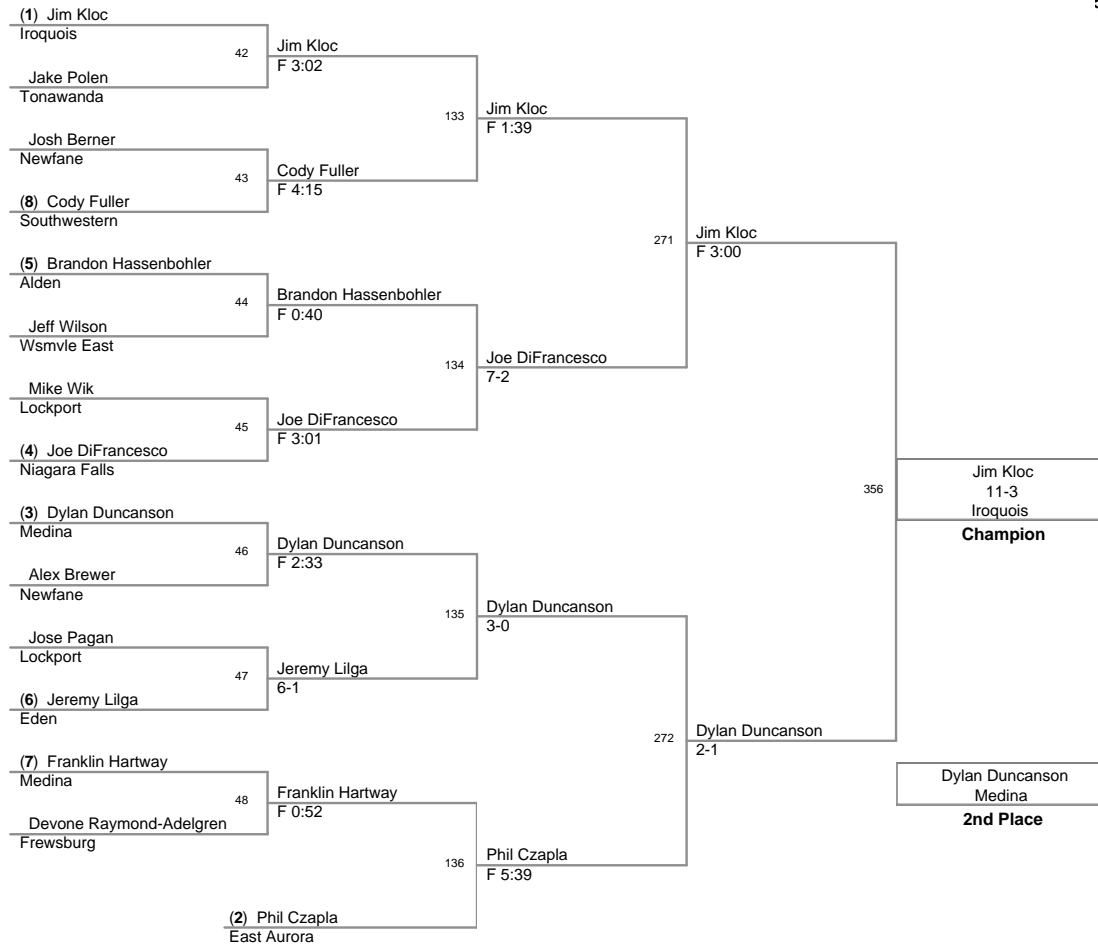 (1) Jim Kloc
Iroquois
42
Jake Polen
Tonawanda
Jim Kloc
F 3:02
Josh Berner
Newfane
43
(8) Cody Fuller
Southwestern
Cody Fuller
F 4:15
133
Jim Kloc
F 1:39
(5) Brandon Hassenbohler
Alden
44
Jeff Wilson
Wsmvle East
Brandon Hassenbohler
F 0:40
Mike Wik
Lockport
45
(4) Joe DiFrancesco
Niagara Falls
Joe DiFrancesco
F 3:01
134
Joe DiFrancesco
7-2
271
Jim Kloc
F 3:00
(3) Dylan Duncanson
Medina
46
Alex Brewer
Newfane
Dylan Duncanson
F 2:33
Jose Pagan
Lockport
47
(6) Jeremy Lilga
Eden
Jeremy Lilga
6-1
135
Dylan Duncanson
3-0
(7) Franklin Hartway
Medina
48
Devone Raymond-Adelgren
Frewsburg
Franklin Hartway
F 0:52
136
(2) Phil Czapla
East Aurora
Phil Czapla
F 5:39
272
Dylan Duncanson
2-1
356
Jim Kloc
11-3
Iroquois
Champion
Dylan Duncanson
Medina
2nd Place